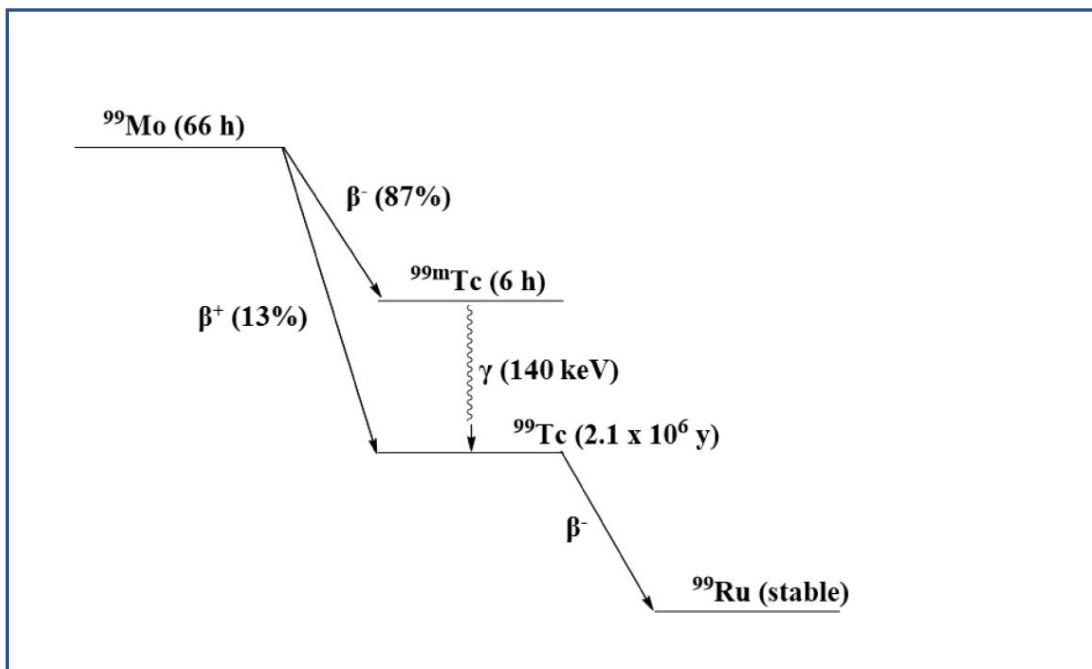 ⁹⁹Mo (66 h)
β⁻ (87%)
⁹⁹ᵐTc (6 h)
β⁺ (13%)
γ (140 keV)
⁹⁹Tc (2.1 x 10⁶ y)
β⁻
⁹⁹Ru (stable)